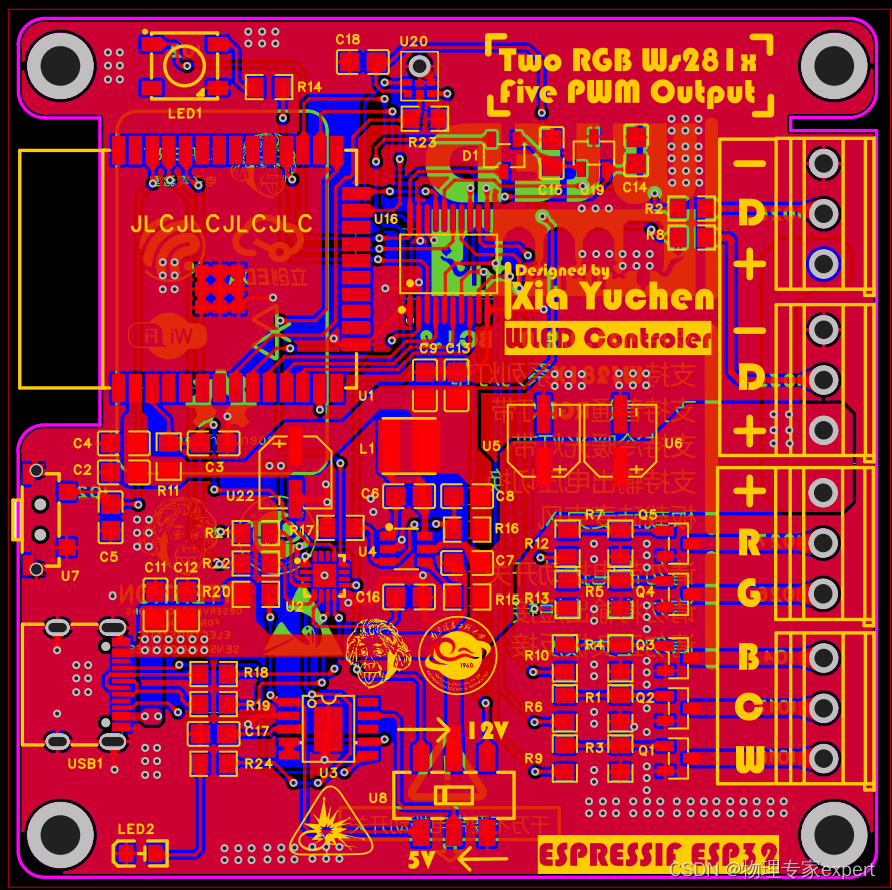 C18
U20
Two RGB Ws281x
Five PWM Output
R14
LED1
R23
D1
C15
U19
C14
JLCJLCJLCJLC
U16
R2
R8
- D +
Designed by
Xia Yuchen
WLED Controler
WiFi
C9
C13
- D +
U1
C4
C2
R11
C3
L1
U5
U6
U22
C6
C8
+ R G
C5
U7
R21
R17
U4
R16
R7
Q5
R12
R22
C7
C11
C12
R20
U2
C16
R15
R13
R5
Q4
1960
R10
R4
Q3
B C W
R18
R19
R6
R1
Q2
C17
12V
R24
USB1
U3
R9
R3
Q1
U8
LED2
5V
ESPRESSIF ESP32
CSDN @物理专家expert